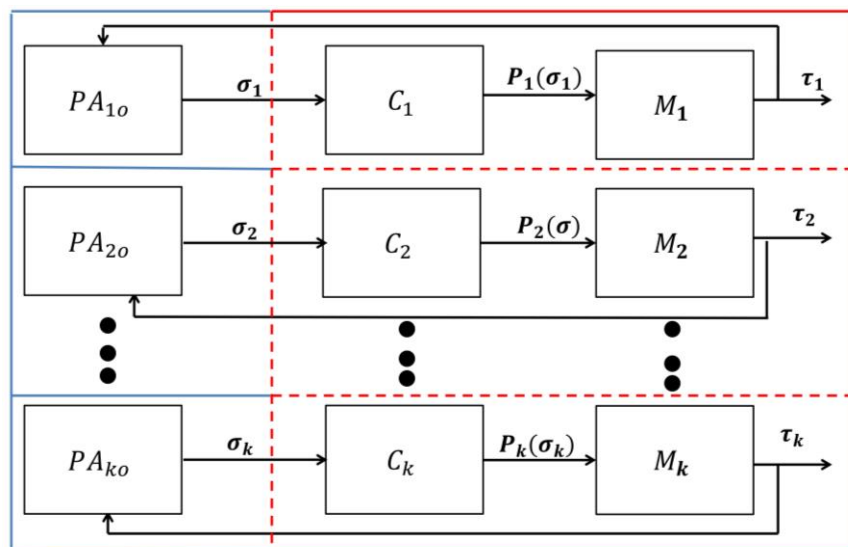 PA₁ₒ σ₁ C₁ P₁(σ₁) M₁ τ₁
PA₂ₒ σ₂ C₂ P₂(σ) M₂ τ₂
PAₖₒ σₖ Cₖ Pₖ(σₖ) Mₖ τₖ